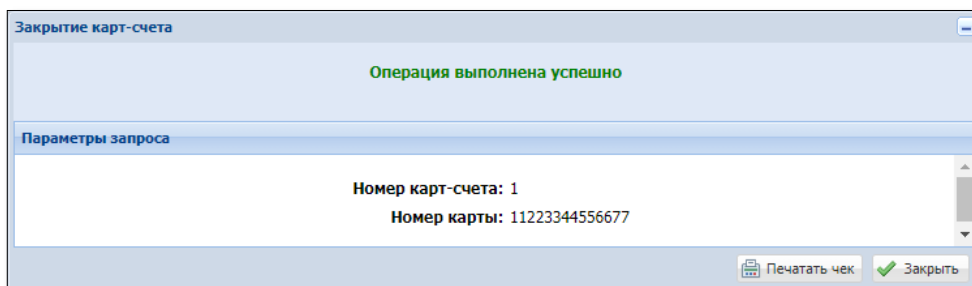 Закрытие карт-счета
Операция выполнена успешно
Параметры запроса
Номер карт-счета: 1
Номер карты: 11223344556677
Печатать чек Закрыть